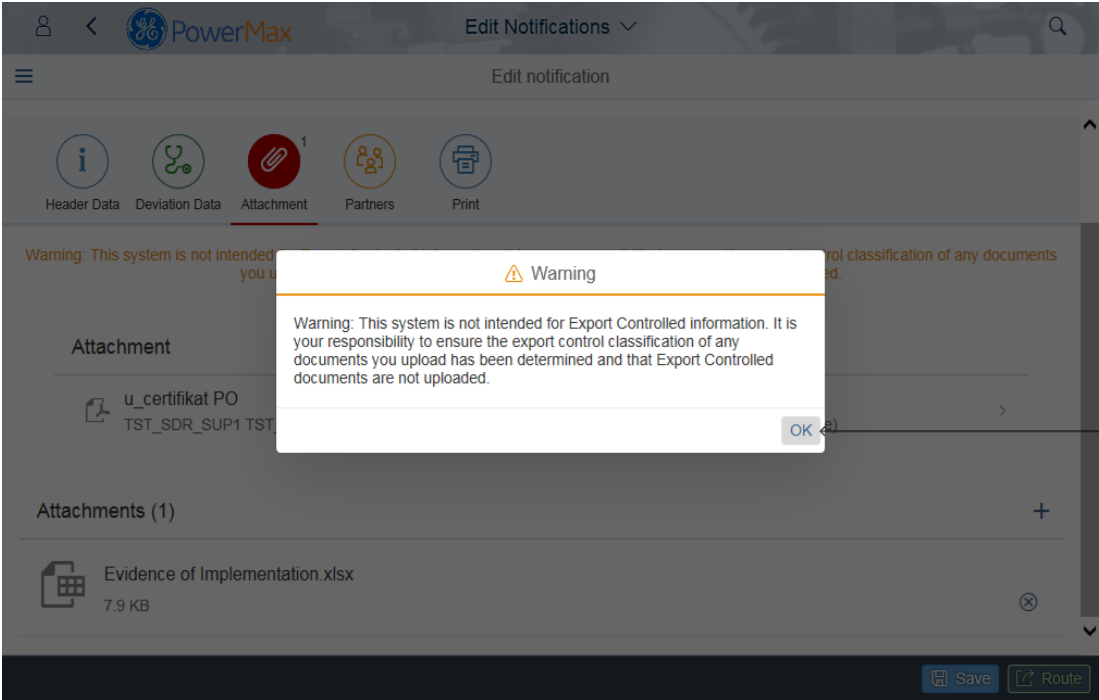 PowerMax
Edit Notifications
Edit notification
1
Header Data
Deviation Data
Attachment
Partners
Print
Warning: This system is not intended
rol classification of any documents
you u
ed.
Warning
Warning: This system is not intended for Export Controlled information. It is
your responsibility to ensure the export control classification of any
documents you upload has been determined and that Export Controlled
documents are not uploaded.
OK
Attachment
u_certifikat PO
TST_SDR_SUP1 TST_
e)
Attachments (1)
Evidence of Implementation.xlsx
7.9 KB
Save
Route